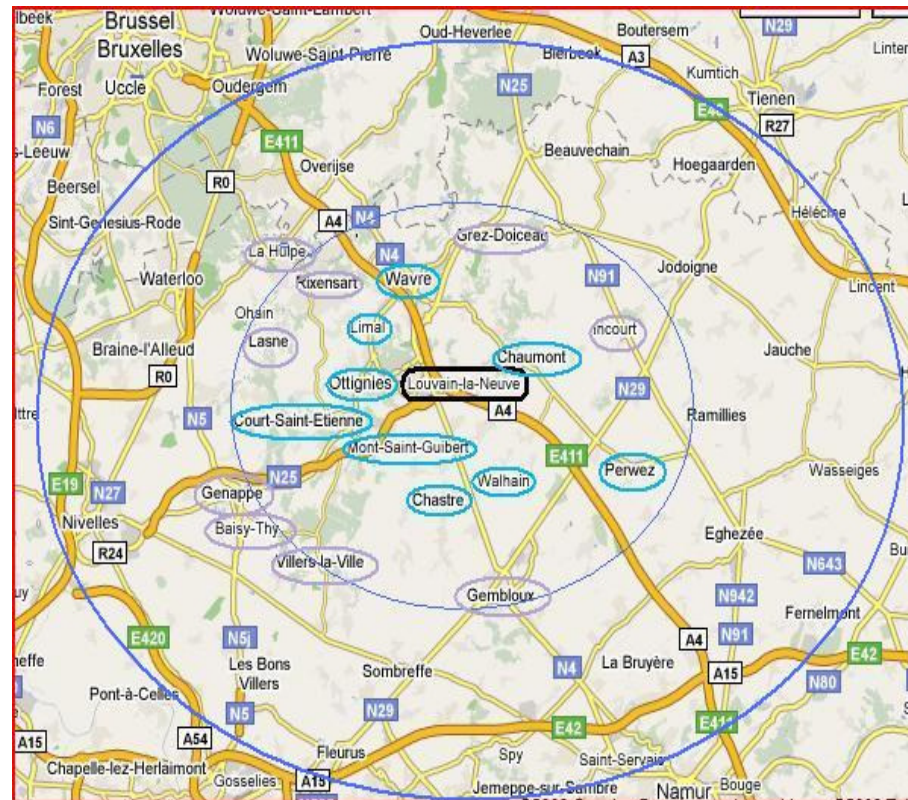 Woluwe-Saint-Lambert
Brussel
Bruxelles
Oud-Heverlee
Boutersem
N29
Linter
Woluwe-Saint-Pierre
Bierbeek
A3
Forest
Uccle
Oudergem
Kumtich
N25
Tienen
E40
R27
N6
E411
s-Leeuw
Beauvechain
Hoegaarden
Overijse
Beersel
R0
Sint-Genesius-Rode
A4
N4
Hélécine
Grez-Doiceau
La Hulpe
N4
Jodoigne
Waterloo
Rixensart
Wavre
N91
Lincent
Ohain
Limal
Incourt
Lasne
Braine-l'Alleud
Chaumont
Jauche
R0
Ottignies
Louvain-la-Neuve
N29
A4
Ittre
N5
Court-Saint-Etienne
Ramillies
Mont-Saint-Guibert
E411
E19
N25
Perwez
Wasseiges
N27
Genappe
Walhain
Chastre
Nivelles
Baisy-Thy
Eghezée
R24
Villers-la-Ville
N643
Gembloux
N942
Fernelmont
E420
N5j
A4
N91
E42
Les Bons
Villers
Sombreffe
N4
La Bruyère
A15
N80
Pont-à-Celles
N5
N29
E42
E411
A15
A54
Fleurus
Spy
Saint-Servais
Chapelle-lez-Herlaimont
Gosselies
A15
Jemeppe-sur-Sambre
Namur
Bouge